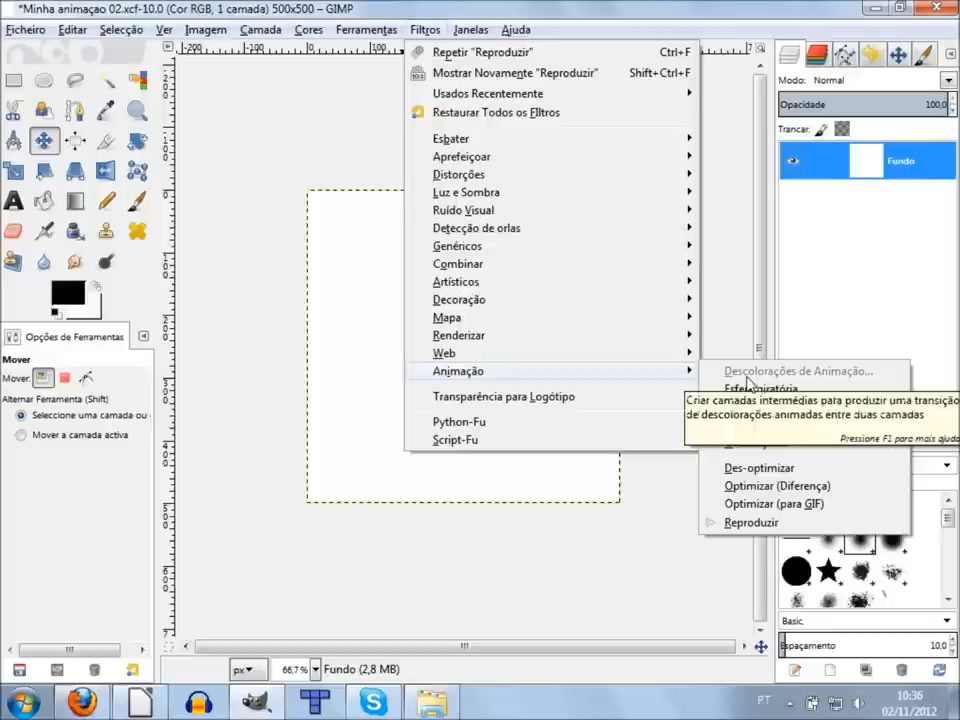 *Minha animaçao 02.xcf-10.0 (Cor RGB, 1 camada) 500x500 – GIMP
Ficheiro Editar Selecção Ver Imagem Camada Cores Ferramentas Filtros Janelas Ajuda
Repetir "Reproduzir" Ctrl+F
Mostrar Novamente "Reproduzir" Shift+Ctrl+F
Usados Recentemente
Restaurar Todos os FIltros
Esbater
Aprefeiçoar
Distorções
Luz e Sombra
Ruído Visual
Detecção de orlas
Genéricos
Combinar
Artísticos
Decoração
Mapa
Renderizar
Web
Animação
Transparência para Logótipo
Python-Fu
Script-Fu
Descolorações de Animação...
Criar camadas intermédias para produzir uma transição
de descolorações animadas entre duas camadas
Pressione F1 para mais ajuda
Des-optimizar
Optimizar (Diferença)
Optimizar (para GIF)
Reproduzir
Modo: Normal
Opacidade 100,0
Trancar:
Fundo
Opções de Ferramentas
Mover
Mover:
Alternar Ferramenta (Shift)
Seleccione uma camada ou
Mover a camada activa
Basic.
Espaçamento 10,0
px 66,7% Fundo (2,8 MB)
PT
10:36
02/11/2012